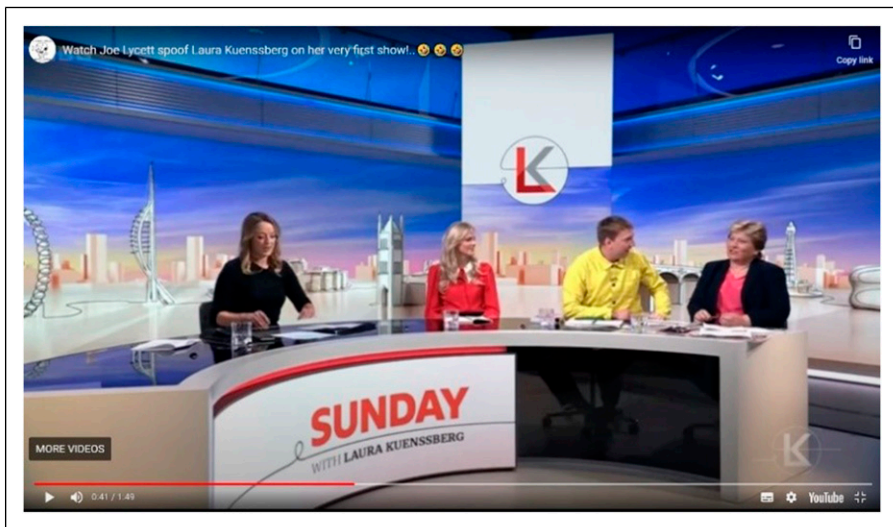 Watch Joe Lycett spoof Laura Kuenssberg on her very first show!..
Copy link
LK
SUNDAY
WITH LAURA KUENSSBERG
MORE VIDEOS
LK
0:41 / 1:49
YouTube